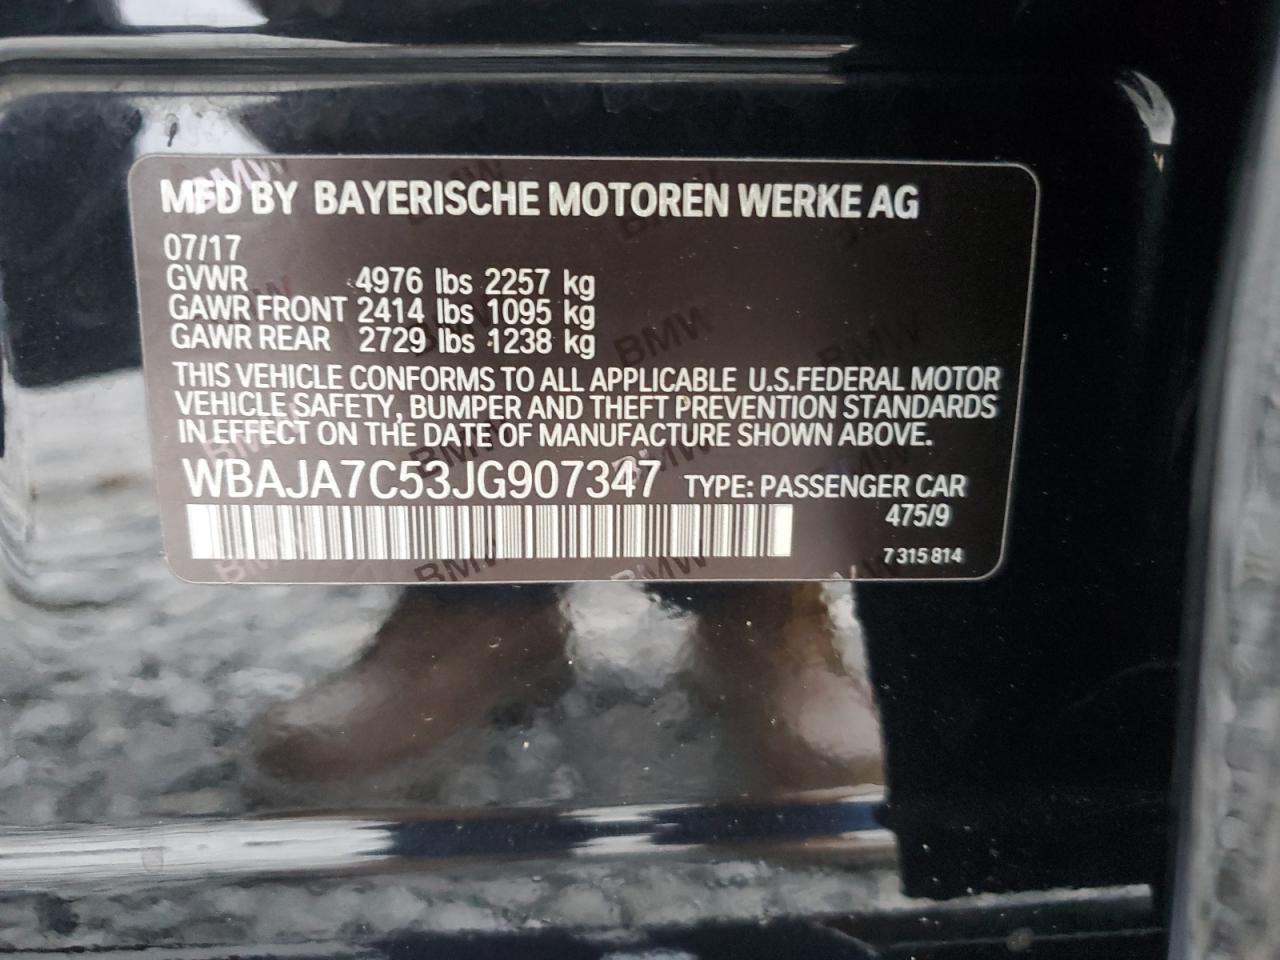 MFD BY BAYERISCHE MOTOREN WERKE AG
07/17
GVWR 4976 lbs 2257 kg
GAWR FRONT 2414 lbs 1095 kg
GAWR REAR 2729 lbs 1238 kg
THIS VEHICLE CONFORMS TO ALL APPLICABLE U.S.FEDERAL MOTOR
VEHICLE SAFETY, BUMPER AND THEFT PREVENTION STANDARDS
IN EFFECT ON THE DATE OF MANUFACTURE SHOWN ABOVE.
WBAJA7C53JG907347 TYPE: PASSENGER CAR
475/9
7 315 814